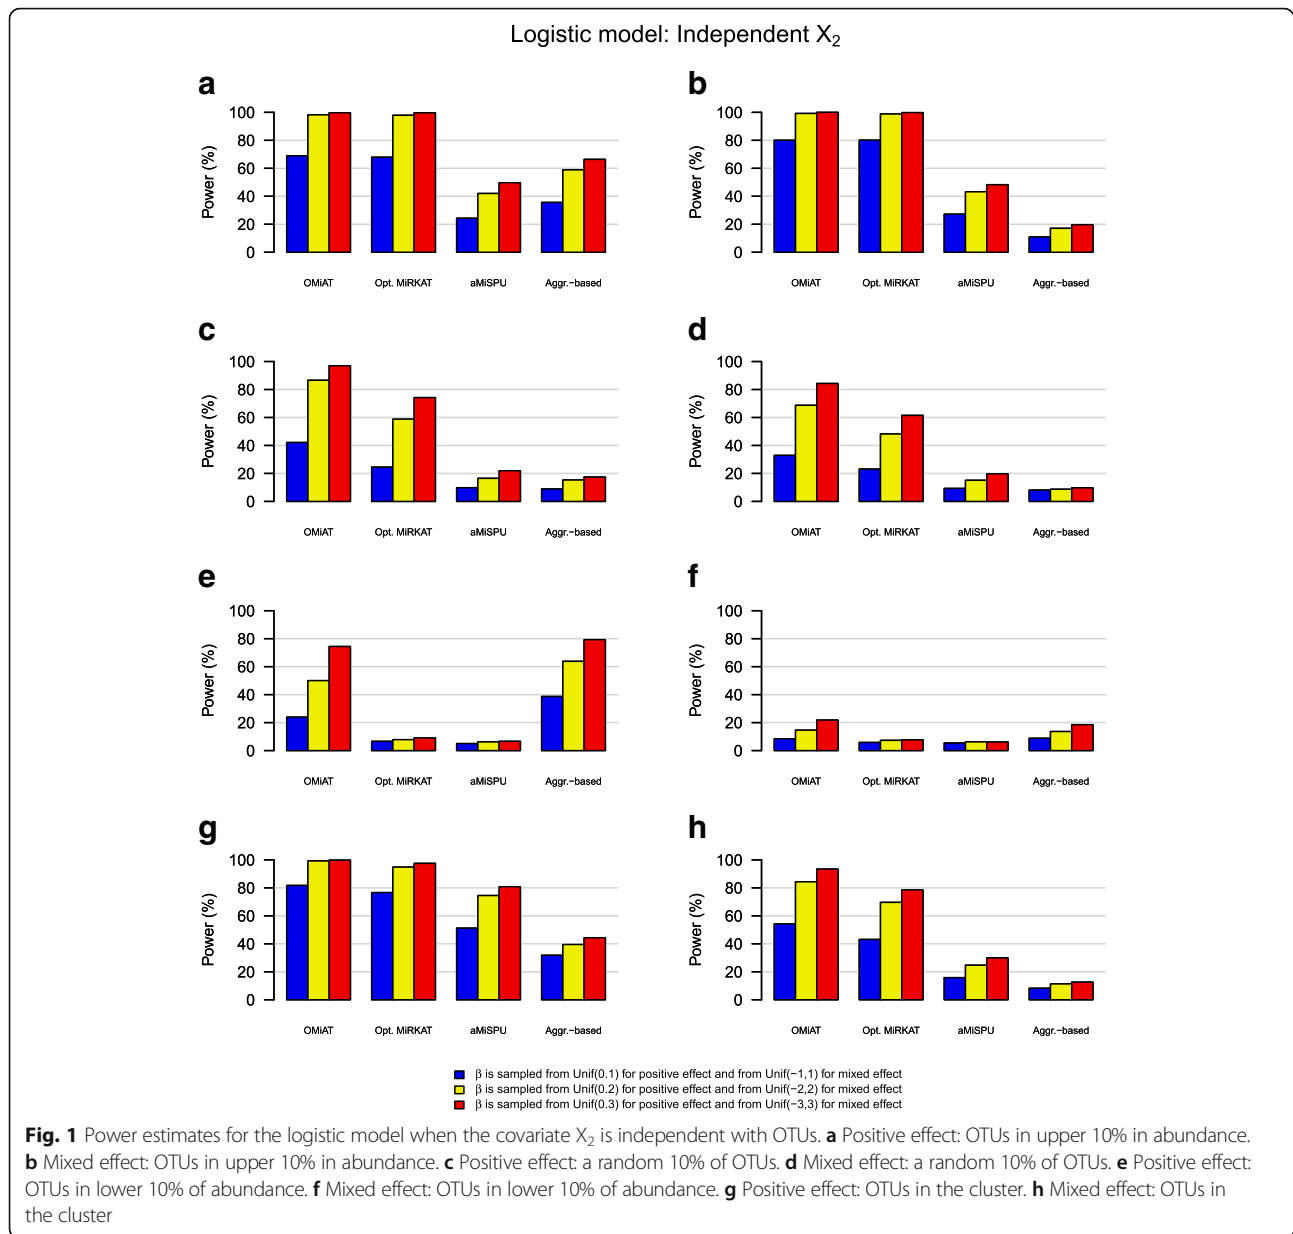 Logistic model: Independent X2
a
b
100
80
60
40
20
0
Power (%)
OMiAT
Opt. MiRKAT
aMiSPU
Aggr.−based
100
80
60
40
20
0
Power (%)
OMiAT
Opt. MiRKAT
aMiSPU
Aggr.−based
c
d
100
80
60
40
20
0
Power (%)
OMiAT
Opt. MiRKAT
aMiSPU
Aggr.−based
100
80
60
40
20
0
Power (%)
OMiAT
Opt. MiRKAT
aMiSPU
Aggr.−based
e
f
100
80
60
40
20
0
Power (%)
OMiAT
Opt. MiRKAT
aMiSPU
Aggr.−based
100
80
60
40
20
0
Power (%)
OMiAT
Opt. MiRKAT
aMiSPU
Aggr.−based
g
h
100
80
60
40
20
0
Power (%)
OMiAT
Opt. MiRKAT
aMiSPU
Aggr.−based
100
80
60
40
20
0
Power (%)
OMiAT
Opt. MiRKAT
aMiSPU
Aggr.−based
β is sampled from Unif(0.1) for positive effect and from Unif(−1,1) for mixed effect
β is sampled from Unif(0.2) for positive effect and from Unif(−2,2) for mixed effect
β is sampled from Unif(0.3) for positive effect and from Unif(−3,3) for mixed effect
Fig. 1 Power estimates for the logistic model when the covariate X2 is independent with OTUs. a Positive effect: OTUs in upper 10% in abundance.
b Mixed effect: OTUs in upper 10% in abundance. c Positive effect: a random 10% of OTUs. d Mixed effect: a random 10% of OTUs. e Positive effect:
OTUs in lower 10% of abundance. f Mixed effect: OTUs in lower 10% of abundance. g Positive effect: OTUs in the cluster. h Mixed effect: OTUs in
the cluster